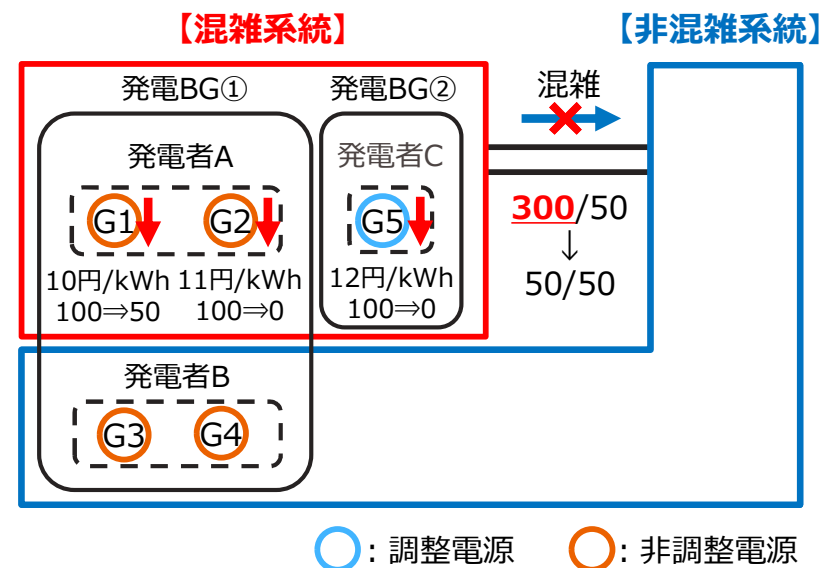 【混雑系統】
【非混雑系統】
発電BG①
発電BG②
混雑
発電者A
発電者C
G1
G2
G5
300/50
↓
50/50
10円/kWh
11円/kWh
12円/kWh
100⇒50
100⇒0
100⇒0
発電者B
G3
G4
：調整電源
：非調整電源